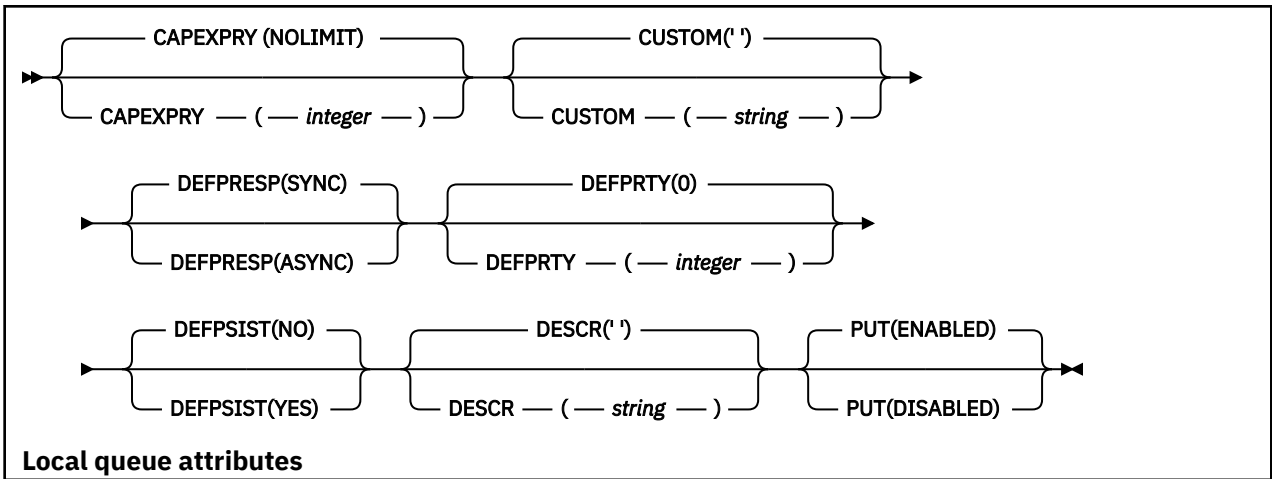 CAPEXPRY (NOLIMIT) CUSTOM(' ')
CAPEXPRY ( integer ) CUSTOM ( string )
DEFPRESP(SYNC) DEFPRTY(0)
DEFPRESP(ASYNC) DEFPRTY ( integer )
DEFPSIST(NO) DESCR(' ') PUT(ENABLED)
DEFPSIST(YES) DESCR ( string ) PUT(DISABLED)
Local queue attributes